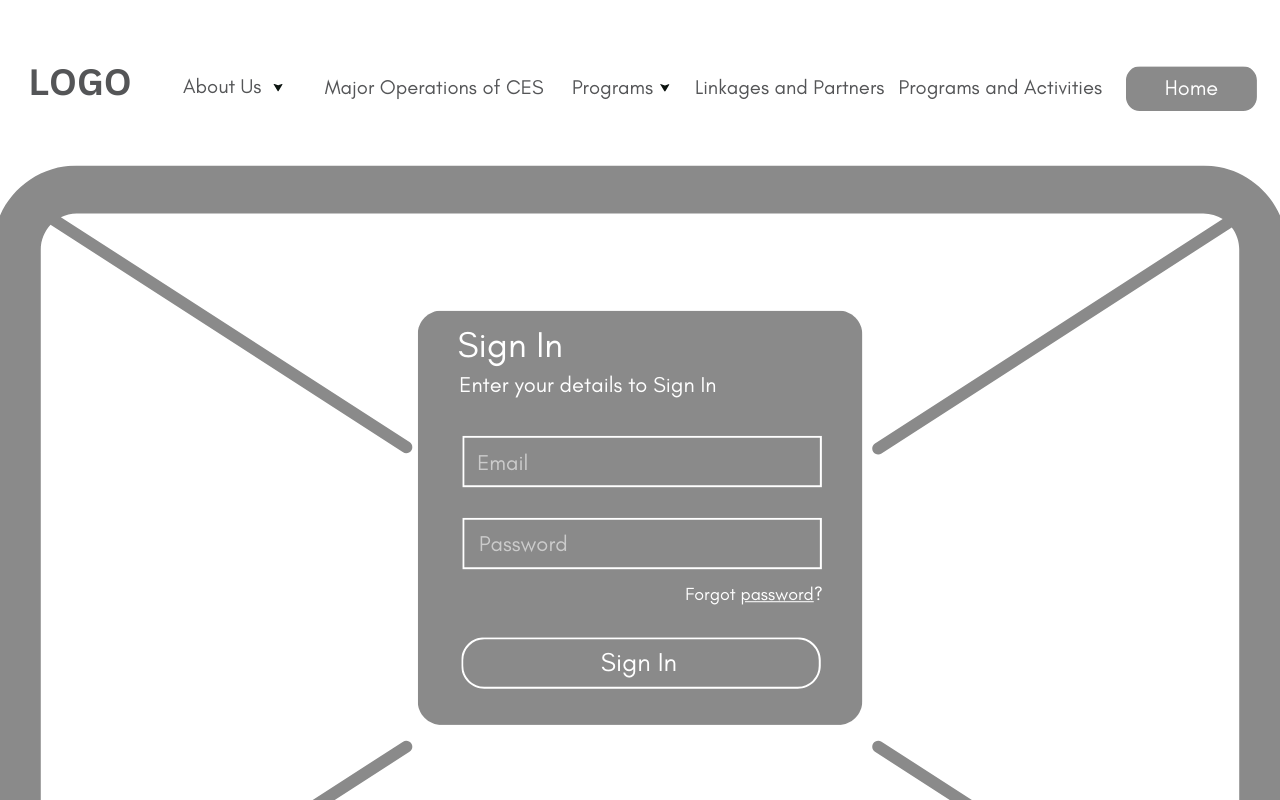 LOGO About Us Major Operations of CES Programs Linkages and Partners Programs and Activities Home
Sign In
Enter your details to Sign In
Email
Password
Forgot password?
Sign In